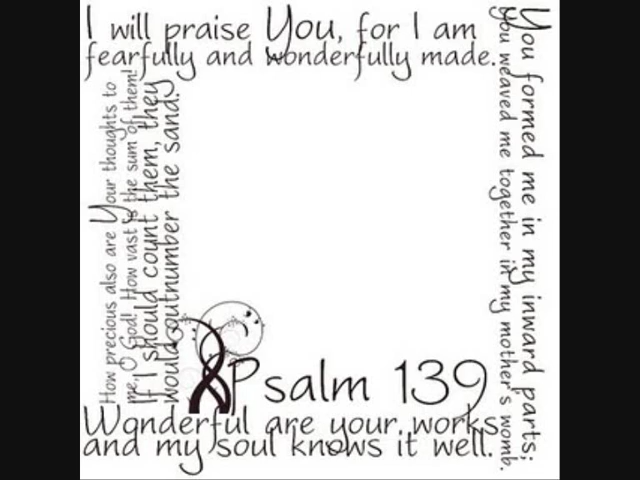 I will praise You, for I am
fearfully and wonderfully made.
You formed me in my inward parts;
You weaved me together in my mother's womb.
How precious also are Your thoughts to
me, O God! How vast is the sum of them!
If I should count them, they
would outnumber the sand.
Psalm 139
Wonderful are your works
and my soul knows it well.